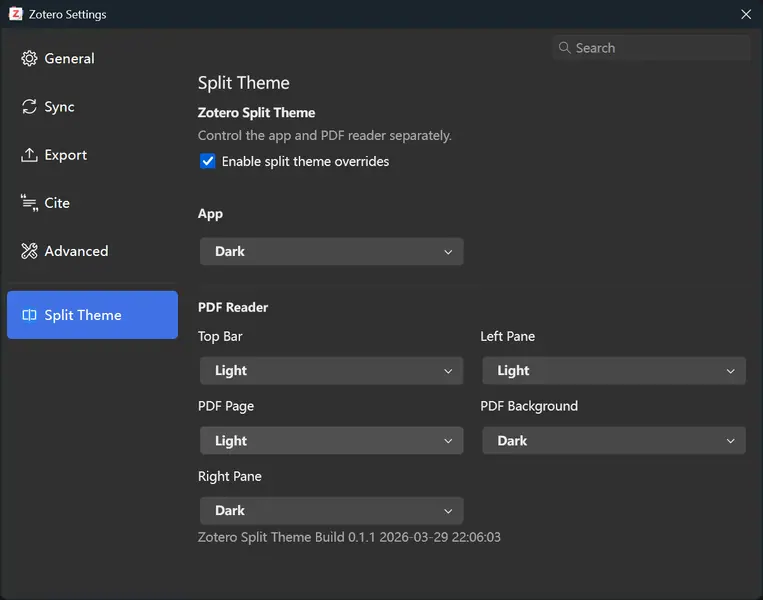 Zotero Settings
General
Sync
Export
Cite
Advanced
Split Theme
Search
Split Theme
Zotero Split Theme
Control the app and PDF reader separately.
Enable split theme overrides
App
Dark
PDF Reader
Top Bar
Left Pane
Light
Light
PDF Page
PDF Background
Light
Dark
Right Pane
Dark
Zotero Split Theme Build 0.1.1 2026-03-29 22:06:03